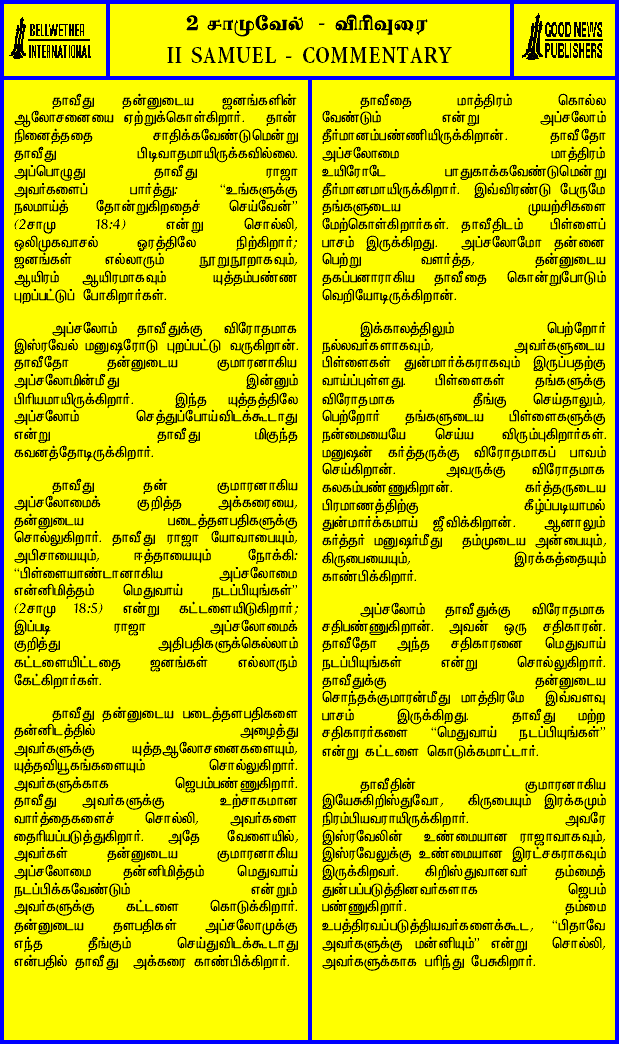 BELLWETHER
INTERNATIONAL
2 சாமுவேல் - விரிவுரை
II SAMUEL - COMMENTARY
GOOD NEWS
PUBLISHERS
தாவீது தன்னுடைய ஜனங்களின்
ஆலோசனையை ஏற்றுக்கொள்கிறார். தான்
நினைத்ததை சாதிக்கவேண்டுமென்று
தாவீது பிடிவாதமாயிருக்கவில்லை.
அப்பொழுது தாவீது ராஜா
அவர்களைப் பார்த்து: “உங்களுக்கு
நலமாய்த் தோன்றுகிறதைச் செய்வேன்”
(2சாமு 18:4) என்று சொல்லி,
ஒலிமுகவாசல் ஓரத்திலே நிற்கிறார்;
ஜனங்கள் எல்லாரும் நூறுநூறாகவும்,
ஆயிரம் ஆயிரமாகவும் யுத்தம்பண்ண
புறப்பட்டுப் போகிறார்கள்.
அப்சலோம் தாவீதுக்கு விரோதமாக
இஸ்ரவேல் மனுஷரோடு புறப்பட்டு வருகிறான்.
தாவீதோ தன்னுடைய குமாரனாகிய
அப்சலோமின்மீது இன்னும்
பிரியமாயிருக்கிறார். இந்த யுத்தத்திலே
அப்சலோம் செத்துப்போய்விடக்கூடாது
என்று தாவீது மிகுந்த
கவனத்தோடிருக்கிறார்.
தாவீது தன் குமாரனாகிய
அப்சலோமைக் குறித்த அக்கரையை,
தன்னுடைய படைத்தளபதிகளுக்கு
சொல்லுகிறார். தாவீது ராஜா யோவாபையும்,
அபிசாயையும், ஈத்தாயையும் நோக்கி:
“பிள்ளையாண்டானாகிய அப்சலோமை
என்னிமித்தம் மெதுவாய் நடப்பியுங்கள்”
(2சாமு 18:5) என்று கட்டளையிடுகிறார்;
இப்படி ராஜா அப்சலோமைக்
குறித்து அதிபதிகளுக்கெல்லாம்
கட்டளையிட்டதை ஜனங்கள் எல்லாரும்
கேட்கிறார்கள்.
தாவீது தன்னுடைய படைத்தளபதிகளை
தன்னிடத்தில் அழைத்து
அவர்களுக்கு யுத்தஆலோசனைகளையும்,
யுத்தவியூகங்களையும் சொல்லுகிறார்.
அவர்களுக்காக ஜெபம்பண்ணுகிறார்.
தாவீது அவர்களுக்கு உற்சாகமான
வார்த்தைகளைச் சொல்லி, அவர்களை
தைரியப்படுத்துகிறார். அதே வேளையில்,
அவர்கள் தன்னுடைய குமாரனாகிய
அப்சலோமை தன்னிமித்தம் மெதுவாய்
நடப்பிக்கவேண்டும் என்றும்
அவர்களுக்கு கட்டளை கொடுக்கிறார்.
தன்னுடைய தளபதிகள் அப்சலோமுக்கு
எந்த தீங்கும் செய்துவிடக்கூடாது
என்பதில் தாவீது அக்கரை காண்பிக்கிறார்.
தாவீதை மாத்திரம் கொல்ல
வேண்டும் என்று அப்சலோம்
தீர்மானம்பண்ணியிருக்கிறான். தாவீதோ
அப்சலோமை மாத்திரம்
உயிரோடே பாதுகாக்கவேண்டுமென்று
தீர்மானமாயிருக்கிறார். இவ்விரண்டு பேருமே
தங்களுடைய முயற்சிகளை
மேற்கொள்கிறார்கள். தாவீதிடம் பிள்ளைப்
பாசம் இருக்கிறது. அப்சலோமோ தன்னை
பெற்று வளர்த்த, தன்னுடைய
தகப்பனாராகிய தாவீதை கொன்றுபோடும்
வெறியோடிருக்கிறான்.
இக்காலத்திலும் பெற்றோர்
நல்லவர்களாகவும், அவர்களுடைய
பிள்ளைகள் துன்மார்க்கராகவும் இருப்பதற்கு
வாய்ப்புள்ளது. பிள்ளைகள் தங்களுக்கு
விரோதமாக தீங்கு செய்தாலும்,
பெற்றோர் தங்களுடைய பிள்ளைகளுக்கு
நன்மையையே செய்ய விரும்புகிறார்கள்.
மனுஷன் கர்த்தருக்கு விரோதமாகப் பாவம்
செய்கிறான். அவருக்கு விரோதமாக
கலகம்பண்ணுகிறான். கர்த்தருடைய
பிரமாணத்திற்கு கீழ்ப்படியாமல்
துன்மார்க்கமாய் ஜீவிக்கிறான். ஆனாலும்
கர்த்தர் மனுஷர்மீது தம்முடைய அன்பையும்,
கிருபையையும், இரக்கத்தையும்
காண்பிக்கிறார்.
அப்சலோம் தாவீதுக்கு விரோதமாக
சதிபண்ணுகிறான். அவன் ஒரு சதிகாரன்.
தாவீதோ அந்த சதிகாரனை மெதுவாய்
நடப்பியுங்கள் என்று சொல்லுகிறார்.
தாவீதுக்கு தன்னுடைய
சொந்தக்குமாரன்மீது மாத்திரமே இவ்வளவு
பாசம் இருக்கிறது. தாவீது மற்ற
சதிகாரர்களை “மெதுவாய் நடப்பியுங்கள்”
என்று கட்டளை கொடுக்கமாட்டார்.
தாவீதின் குமாரனாகிய
இயேசுகிறிஸ்துவோ, கிருபையும் இரக்கமும்
நிரம்பியவராயிருக்கிறார். அவரே
இஸ்ரவேலின் உண்மையான ராஜாவாகவும்,
இஸ்ரவேலுக்கு உண்மையான இரட்சகராகவும்
இருக்கிறவர். கிறிஸ்துவானவர் தம்மைத்
துன்பப்படுத்தினவர்களாக ஜெபம்
பண்ணுகிறார். தம்மை
உபத்திரவப்படுத்தியவர்களைக்கூட, “பிதாவே
அவர்களுக்கு மன்னியும்” என்று சொல்லி,
அவர்களுக்காக பரிந்து பேசுகிறார்.